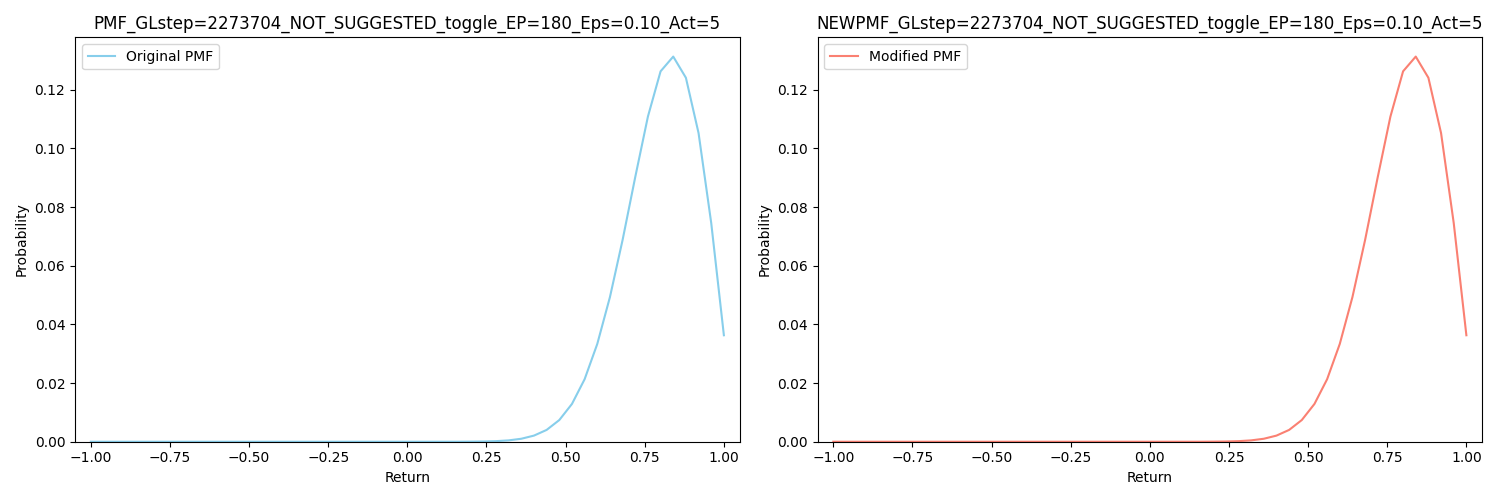 PMF_GLstep=2273704_NOT_SUGGESTED_toggle_EP=180_Eps=0.10_Act=5
Original PMF
Probability
0.12
0.10
0.08
0.06
0.04
0.02
0.00
−1.00 −0.75 −0.50 −0.25 0.00 0.25 0.50 0.75 1.00
Return
NEWPMF_GLstep=2273704_NOT_SUGGESTED_toggle_EP=180_Eps=0.10_Act=5
Modified PMF
Probability
0.12
0.10
0.08
0.06
0.04
0.02
0.00
−1.00 −0.75 −0.50 −0.25 0.00 0.25 0.50 0.75 1.00
Return